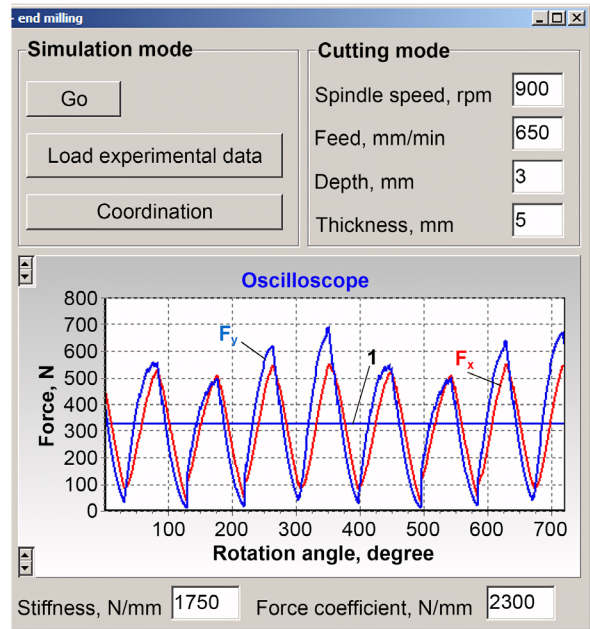 - end milling
Simulation mode
Go
Load experimental data
Coordination
Cutting mode
Spindle speed, rpm 900
Feed, mm/min 650
Depth, mm 3
Thickness, mm 5
Oscilloscope
Force, N
800
700
600
500
400
300
200
100
0
Fy
1
Fx
100 200 300 400 500 600 700
Rotation angle, degree
Stiffness, N/mm 1750 Force coefficient, N/mm 2300